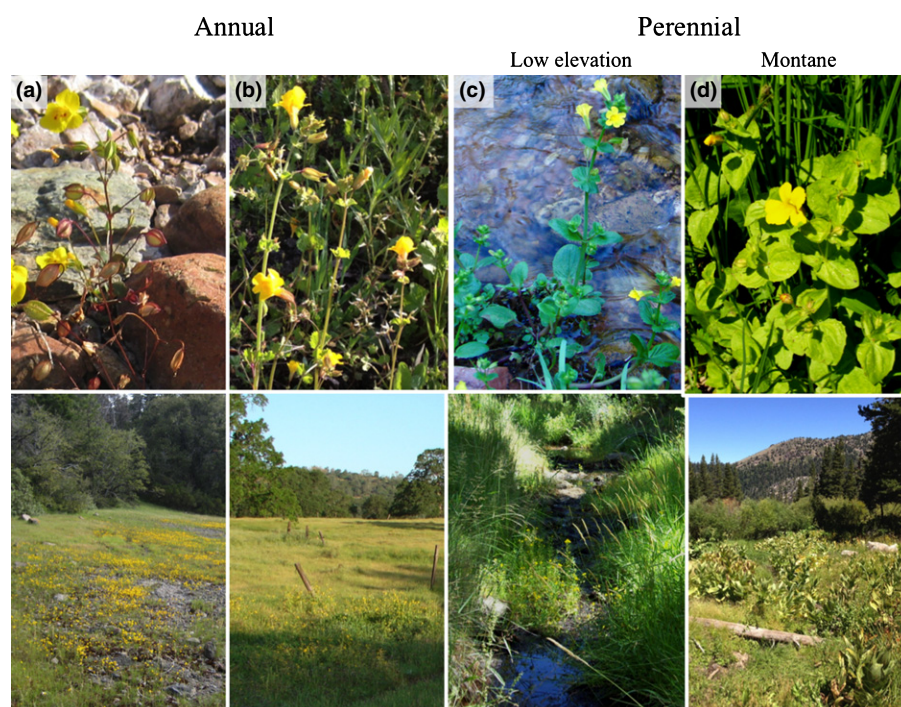 Annual
Perennial
Low elevation
Montane
(a)
(b)
(c)
(d)